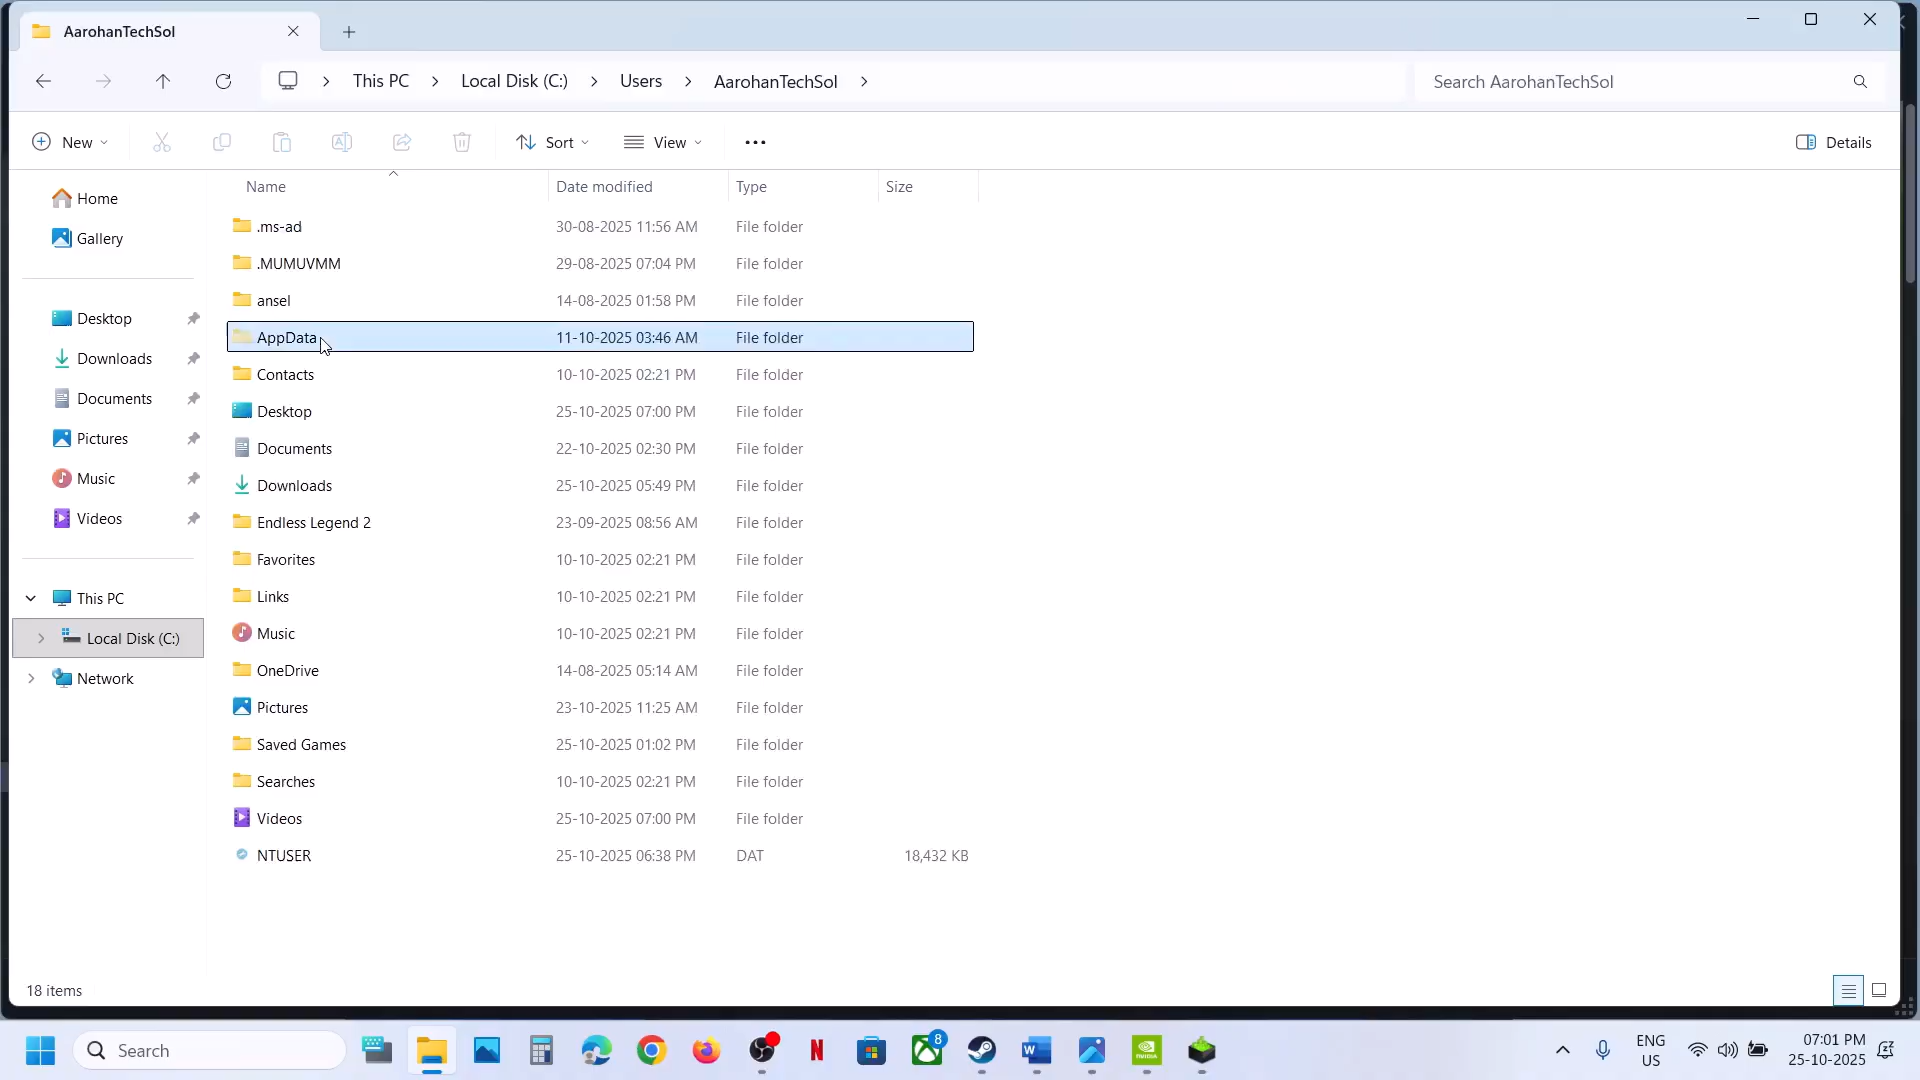 AarohanTechSol
This PC
Local Disk (C:)
Users
AarohanTechSol
Search AarohanTechSol
New
Sort
View
Details
Name Date modified Type Size
Home
Gallery
Desktop
Downloads
Documents
Pictures
Music
Videos
This PC
Local Disk (C:)
Network
.ms-ad 30-08-2025 11:56 AM File folder
.MUMUVMM 29-08-2025 07:04 PM File folder
ansel 14-08-2025 01:58 PM File folder
AppData 11-10-2025 03:46 AM File folder
Contacts 10-10-2025 02:21 PM File folder
Desktop 25-10-2025 07:00 PM File folder
Documents 22-10-2025 02:30 PM File folder
Downloads 25-10-2025 05:49 PM File folder
Endless Legend 2 23-09-2025 08:56 AM File folder
Favorites 10-10-2025 02:21 PM File folder
Links 10-10-2025 02:21 PM File folder
Music 10-10-2025 02:21 PM File folder
OneDrive 14-08-2025 05:14 AM File folder
Pictures 23-10-2025 11:25 AM File folder
Saved Games 25-10-2025 01:02 PM File folder
Searches 10-10-2025 02:21 PM File folder
Videos 25-10-2025 07:00 PM File folder
NTUSER 25-10-2025 06:38 PM DAT 18,432 KB
18 items
Search
8
ENG
US
07:01 PM
25-10-2025